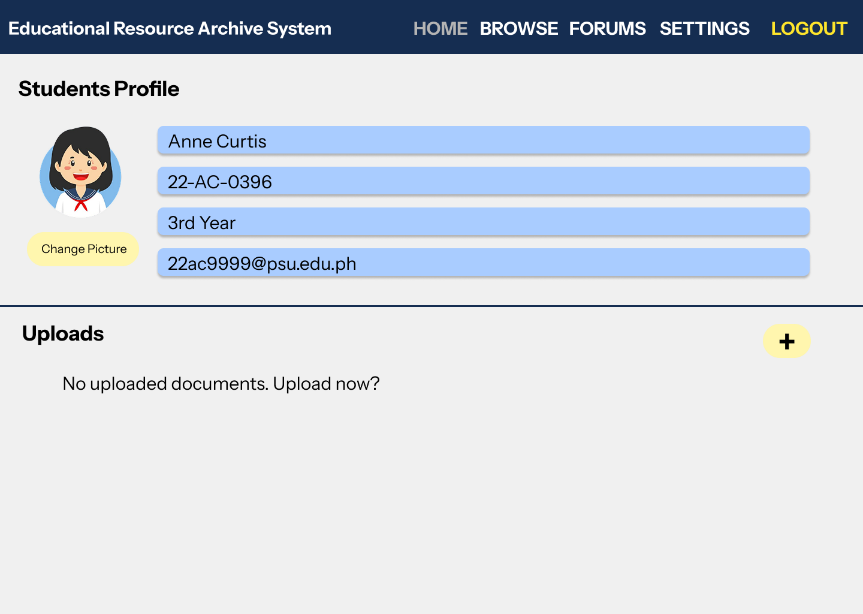 Educational Resource Archive System HOME BROWSE FORUMS SETTINGS LOGOUT
Students Profile
Anne Curtis
22-AC-0396
3rd Year
Change Picture
22ac9999@psu.edu.ph
Uploads
+
No uploaded documents. Upload now?